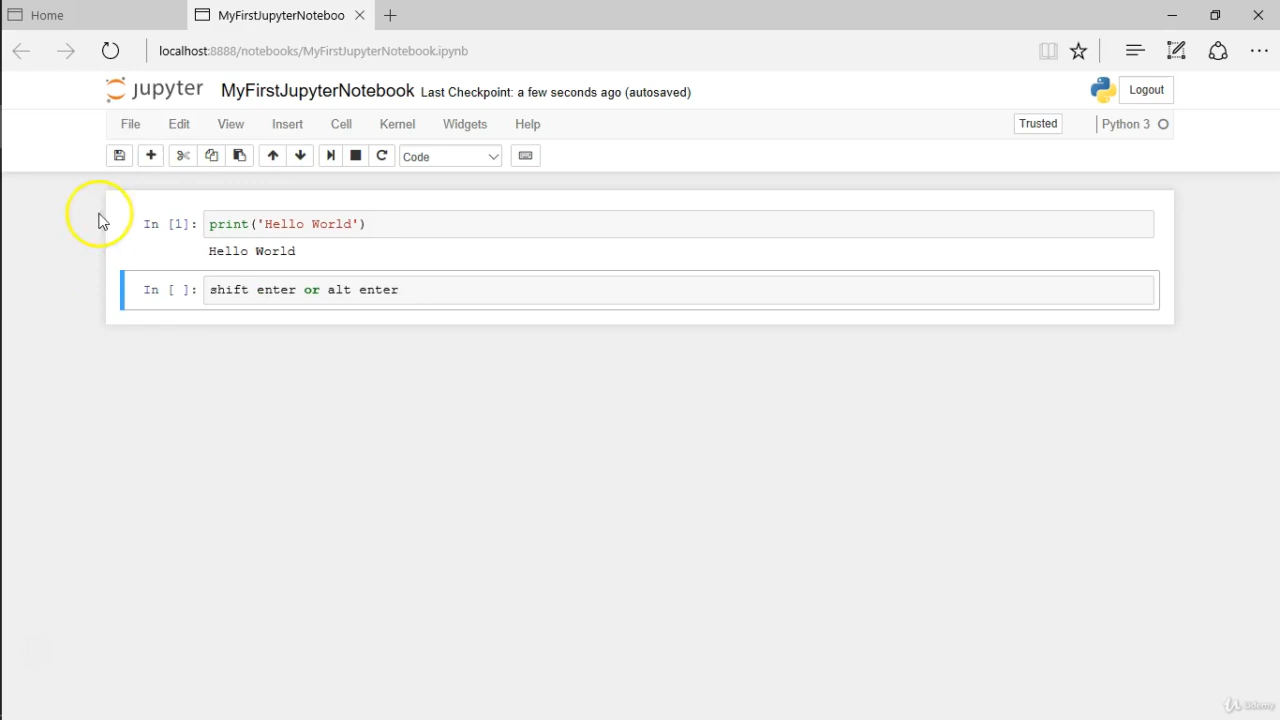 Home
MyFirstJupyterNoteboo
localhost:8888/notebooks/MyFirstJupyterNotebook.ipynb
jupyter MyFirstJupyterNotebook Last Checkpoint: a few seconds ago (autosaved) Logout
File Edit View Insert Cell Kernel Widgets Help Trusted Python 3
Code
In [1]: print('Hello World')
Hello World
In [ ]: shift enter or alt enter
Udemy